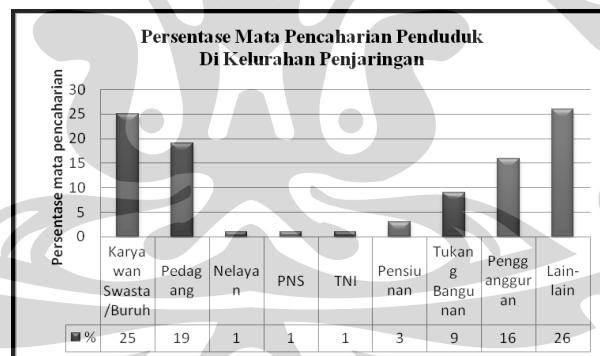 Persentase Mata Pencaharian Penduduk
Di Kelurahan Penjaringan
Persentase mata pencaharian
30
25
20
15
10
5
0
Karya
wan
Swasta
/Buruh
Pedag
ang
Nelaya
n
PNS
TNI
Pensiu
nan
Tukan
g
Bangu
nan
Pengg
anggur
an
Lain-
lain
% 25 19 1 1 1 3 9 16 26